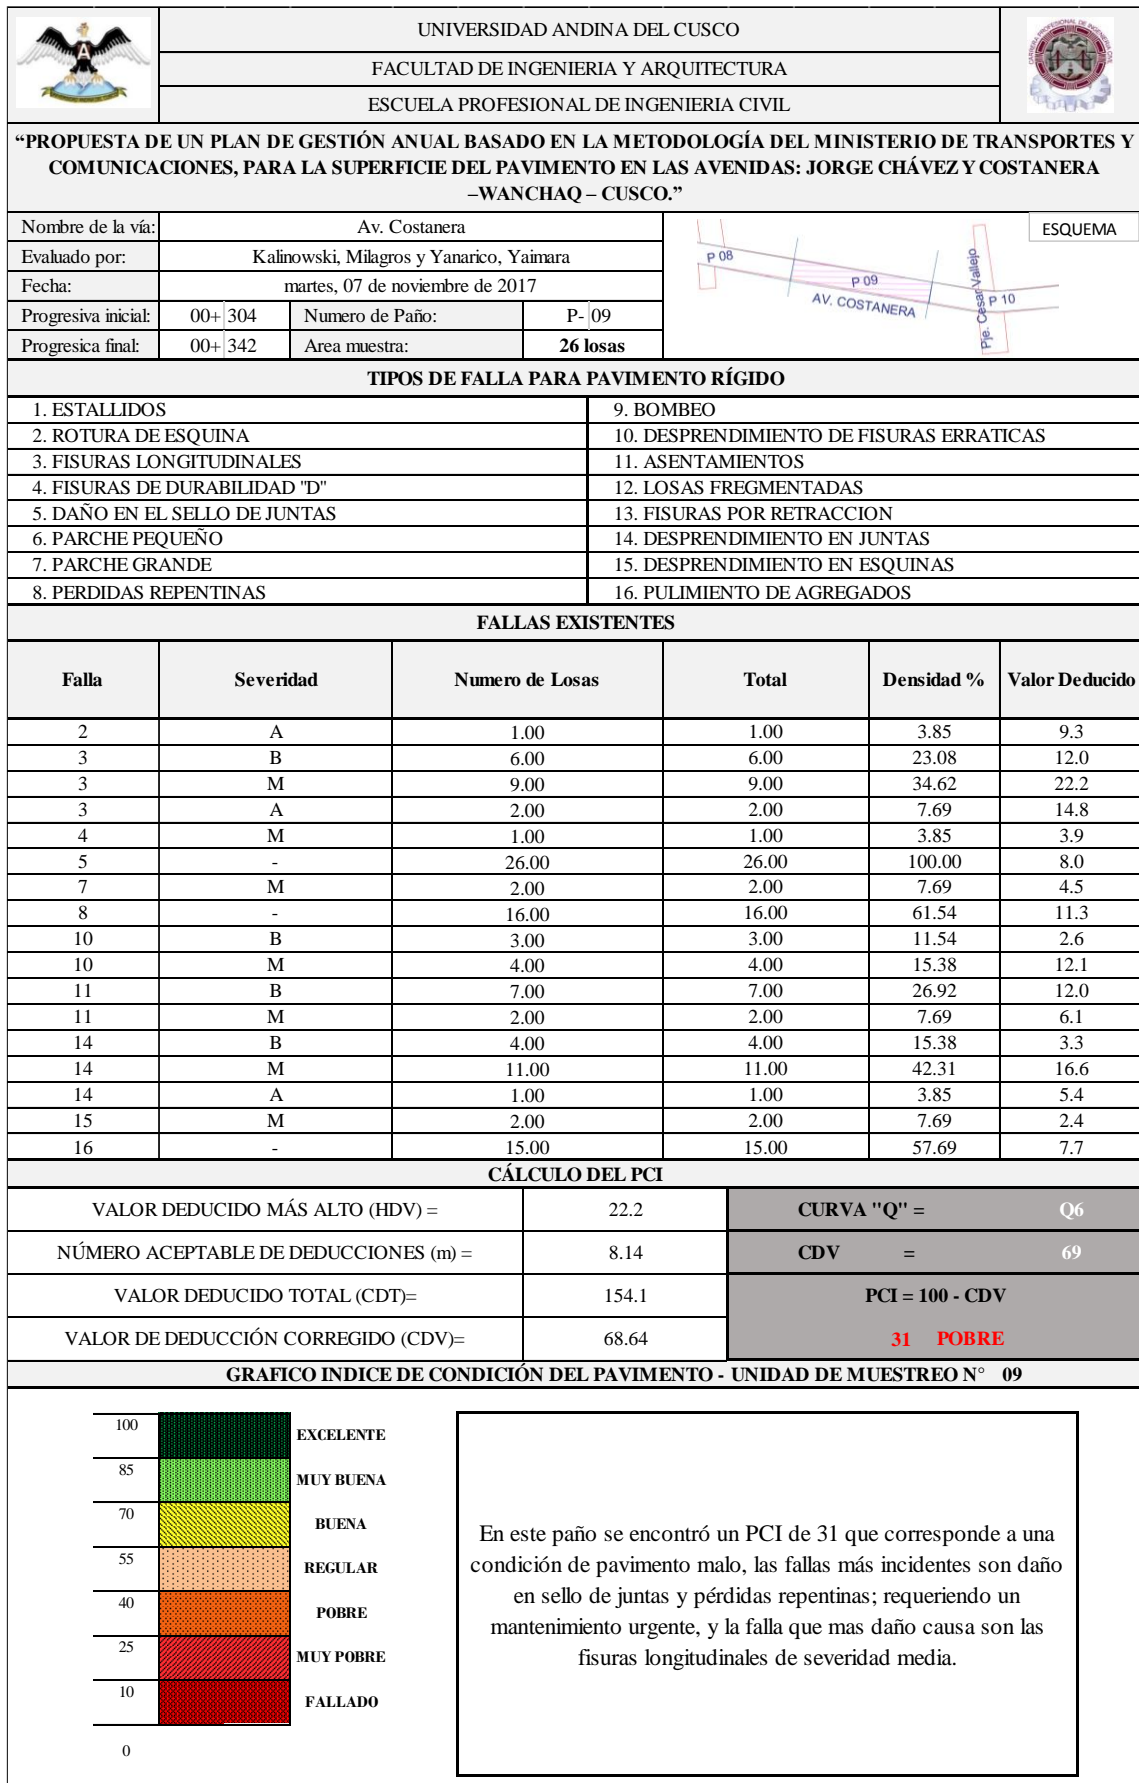 UNIVERSIDAD ANDINA DEL CUSCO
FACULTAD DE INGENIERIA Y ARQUITECTURA
ESCUELA PROFESIONAL DE INGENIERIA CIVIL
“PROPUESTA DE UN PLAN DE GESTIÓN ANUAL BASADO EN LA METODOLOGÍA DEL MINISTERIO DE TRANSPORTES Y
COMUNICACIONES, PARA LA SUPERFICIE DEL PAVIMENTO EN LAS AVENIDAS: JORGE CHÁVEZ Y COSTANERA
–WANCHAQ – CUSCO.”
Nombre de la vía: Av. Costanera
Evaluado por: Kalinowski, Milagros y Yanarico, Yaimara
Fecha: martes, 07 de noviembre de 2017
Progresiva inicial: 00+ 304 Numero de Paño: P- 09
Progresica final: 00+ 342 Area muestra: 26 losas
ESQUEMA
P 08
P 09
AV. COSTANERA
Pje. Cesar Vallejo
P 10
TIPOS DE FALLA PARA PAVIMENTO RÍGIDO
1. ESTALLIDOS 9. BOMBEO
2. ROTURA DE ESQUINA 10. DESPRENDIMIENTO DE FISURAS ERRATICAS
3. FISURAS LONGITUDINALES 11. ASENTAMIENTOS
4. FISURAS DE DURABILIDAD "D" 12. LOSAS FREGMENTADAS
5. DAÑO EN EL SELLO DE JUNTAS 13. FISURAS POR RETRACCION
6. PARCHE PEQUEÑO 14. DESPRENDIMIENTO EN JUNTAS
7. PARCHE GRANDE 15. DESPRENDIMIENTO EN ESQUINAS
8. PERDIDAS REPENTINAS 16. PULIMIENTO DE AGREGADOS
FALLAS EXISTENTES
Falla Severidad Numero de Losas Total Densidad % Valor Deducido
2 A 1.00 1.00 3.85 9.3
3 B 6.00 6.00 23.08 12.0
3 M 9.00 9.00 34.62 22.2
3 A 2.00 2.00 7.69 14.8
4 M 1.00 1.00 3.85 3.9
5 - 26.00 26.00 100.00 8.0
7 M 2.00 2.00 7.69 4.5
8 - 16.00 16.00 61.54 11.3
10 B 3.00 3.00 11.54 2.6
10 M 4.00 4.00 15.38 12.1
11 B 7.00 7.00 26.92 12.0
11 M 2.00 2.00 7.69 6.1
14 B 4.00 4.00 15.38 3.3
14 M 11.00 11.00 42.31 16.6
14 A 1.00 1.00 3.85 5.4
15 M 2.00 2.00 7.69 2.4
16 - 15.00 15.00 57.69 7.7
CÁLCULO DEL PCI
VALOR DEDUCIDO MÁS ALTO (HDV) = 22.2 CURVA "Q" = Q6
NÚMERO ACEPTABLE DE DEDUCCIONES (m) = 8.14 CDV = 69
VALOR DEDUCIDO TOTAL (CDT)= 154.1 PCI = 100 - CDV
VALOR DE DEDUCCIÓN CORREGIDO (CDV)= 68.64 31 POBRE
GRAFICO INDICE DE CONDICIÓN DEL PAVIMENTO - UNIDAD DE MUESTREO N° 09
100 EXCELENTE
85 MUY BUENA
70 BUENA
55 REGULAR
40 POBRE
25 MUY POBRE
10 FALLADO
0
En este paño se encontró un PCI de 31 que corresponde a una
condición de pavimento malo, las fallas más incidentes son daño
en sello de juntas y pérdidas repentinas; requeriendo un
mantenimiento urgente, y la falla que mas daño causa son las
fisuras longitudinales de severidad media.